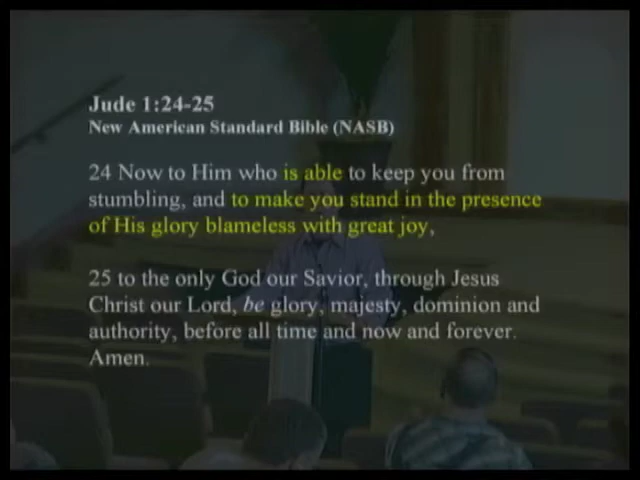 Jude 1:24-25
New American Standard Bible (NASB)
24 Now to Him who is able to keep you from
stumbling, and to make you stand in the presence
of His glory blameless with great joy,
25 to the only God our Savior, through Jesus
Christ our Lord, be glory, majesty, dominion and
authority, before all time and now and forever.
Amen.